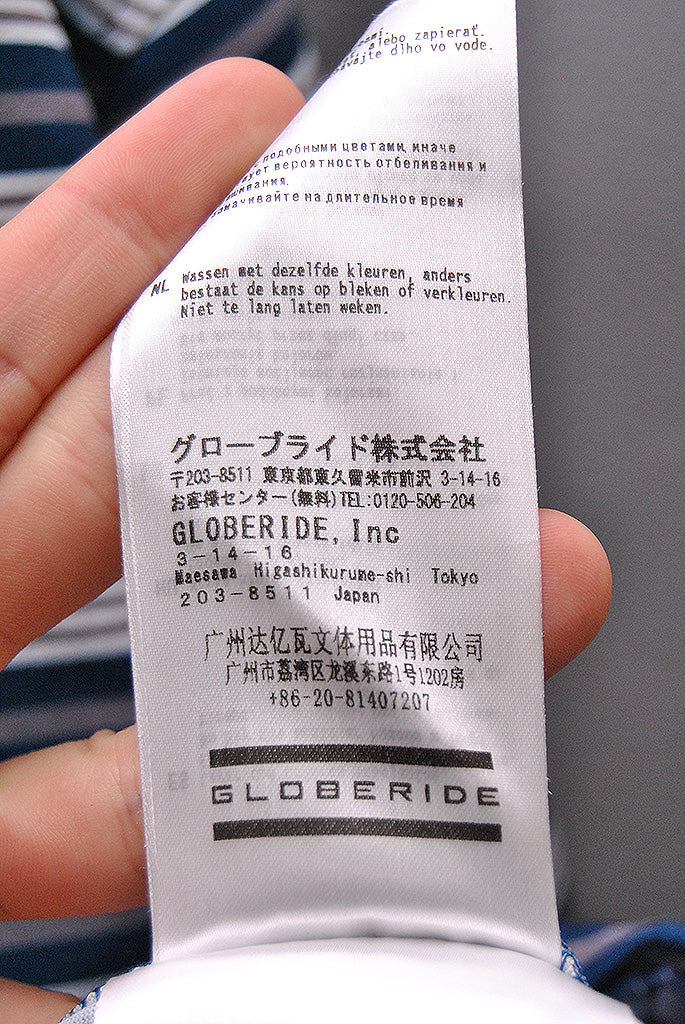 alebo zapierať.
dlho vo vode.
подобными цветами, иначе
вероятность отбеливания и
на длительное время
NL Wassen met dezelfde kleuren, anders
bestaat de kans op bleken of verkleuren.
Niet te lang laten weken.
グローブライド株式会社
〒203-8511 東京都東久留米市前沢 3-14-16
お客様センター(無料)TEL:0120-506-204
GLOBERIDE, Inc
3-14-16
Maesawa Higashikurume-shi Tokyo
203-8511 Japan
广州达亿瓦文体用品有限公司
广州市荔湾区龙溪东路1号1202房
+86-20-81407207
GLOBERIDE